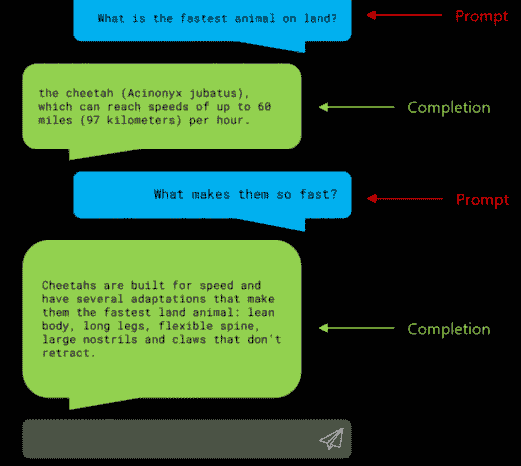 What is the fastest animal on land?
Prompt
the cheetah (Acinonyx jubatus),
which can reach speeds of up to 60
miles (97 kilometers) per hour.
Completion
What makes them so fast?
Prompt
Cheetahs are built for speed and
have several adaptations that make
them the fastest land animal: lean
body, long legs, flexible spine,
large nostrils and claws that don't
retract.
Completion